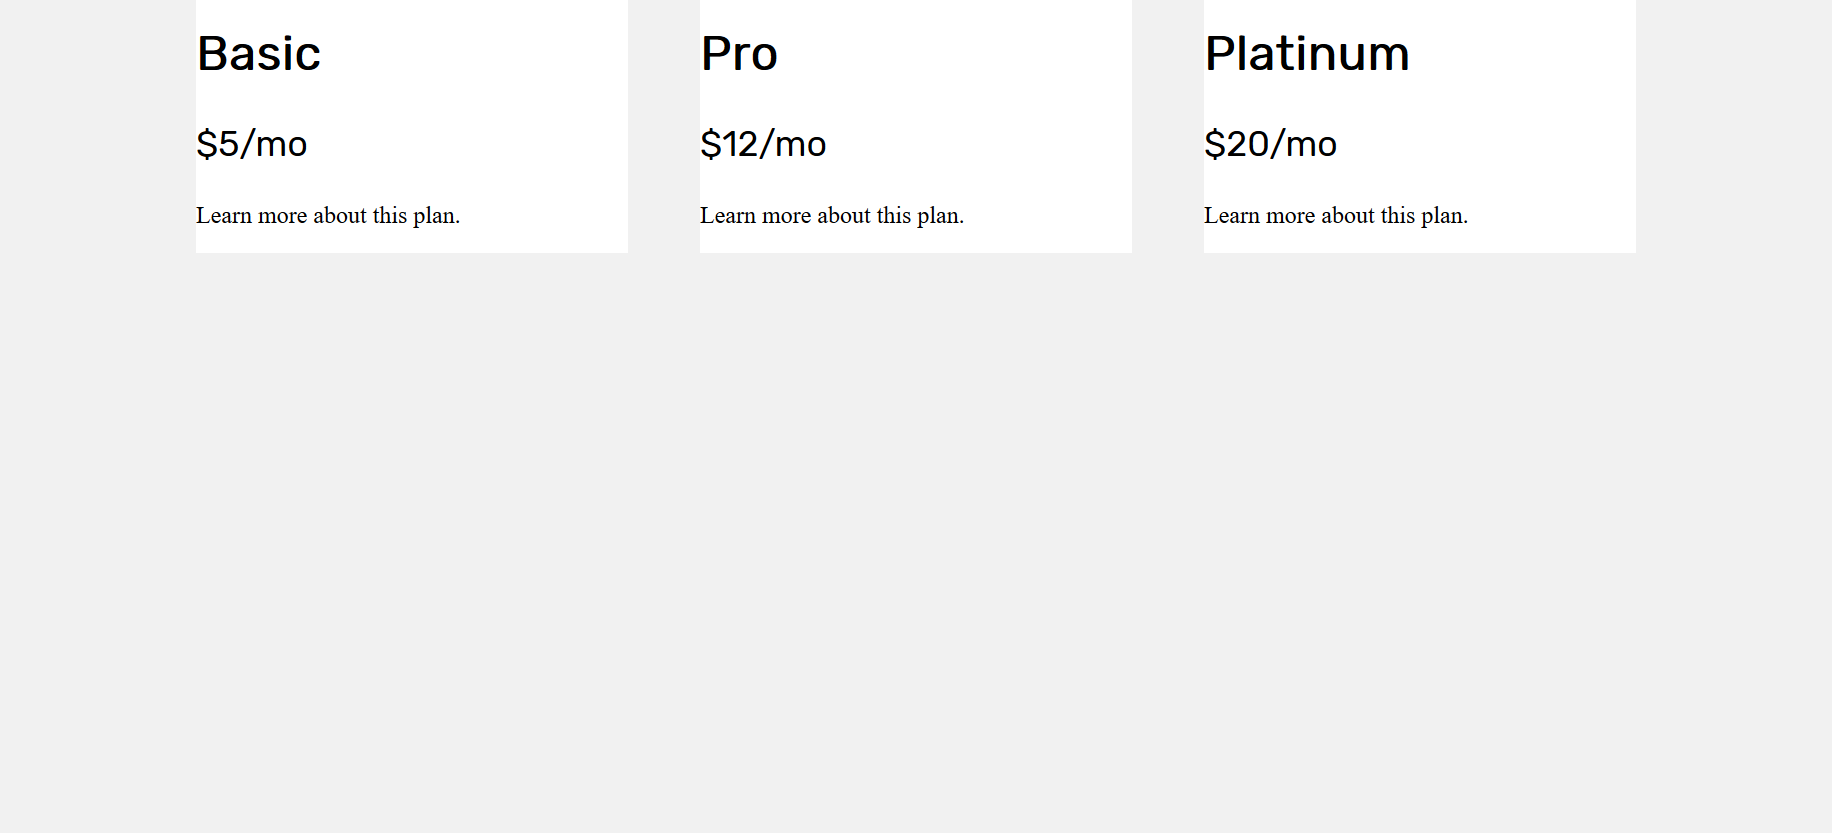 Basic
$5/mo
Learn more about this plan.
Pro
$12/mo
Learn more about this plan.
Platinum
$20/mo
Learn more about this plan.